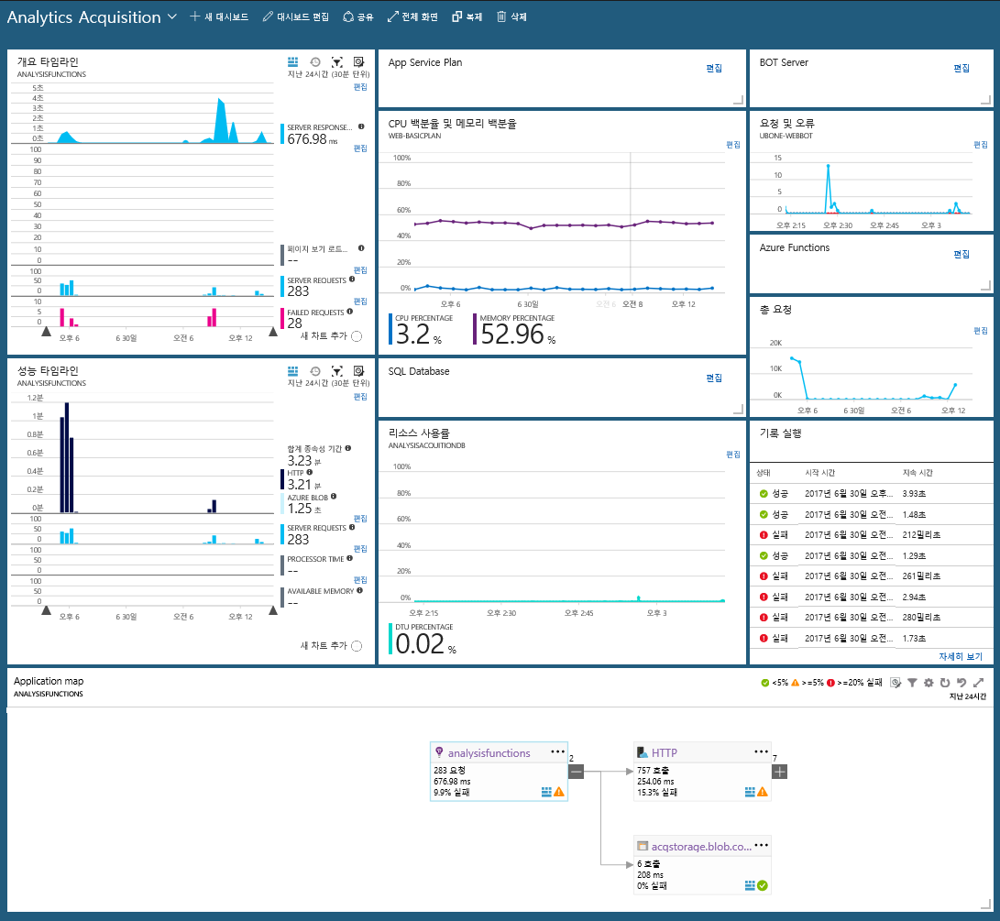 Analytics Acquisition
새 대시보드 대시보드 편집 공유 전체 화면 복제 삭제
개요 타임라인
ANALYSISFUNCTIONS
지난 24시간 (30분 단위)
편집
5초
4초
3초
2초
1초
0초
SERVER RESPONSE...
676.98 ms
편집
100
90
80
70
60
50
40
30
20
10
0
페이지 보기 로드...
--
편집
100
50
0
SERVER REQUESTS
283
편집
10
5
0
FAILED REQUESTS
28
오후 6 6 30일 오전 6 오후 12
새 차트 추가
성능 타임라인
ANALYSISFUNCTIONS
지난 24시간 (30분 단위)
편집
1.2분
1분
0.8분
0.6분
0.4분
0.2분
0분
합계 종속성 기간
3.23 분
HTTP
3.21 분
AZURE BLOB
1.25 초
편집
100
50
0
SERVER REQUESTS
283
편집
100
50
0
PROCESSOR TIME
--
편집
100
50
0
AVAILABLE MEMORY
--
오후 6 6 30일 오전 6 오후 12
새 차트 추가
App Service Plan
편집
CPU 백분율 및 메모리 백분율
WEB-BASICPLAN
편집
100%
80%
60%
40%
20%
0%
오후 6 6 30일 오전 6 오전 8 오후 12
CPU PERCENTAGE
3.2 %
MEMORY PERCENTAGE
52.96 %
SQL Database
편집
리소스 사용률
ANALYSISACQUITIONDB
편집
100%
80%
60%
40%
20%
0%
오후 2:15 오후 2:30 오후 2:45 오후 3
DTU PERCENTAGE
0.02 %
BOT Server
편집
요청 및 오류
UBONE-WEBBOT
편집
15
10
5
0
오후 2:15 오후 2:30 오후 2:45 오후 3
Azure Functions
편집
총 요청
편집
20K
10K
0K
오후 6 6 30일 오전 6 오후 12
기록 실행
상태 시작 시간 지속 시간
성공 2017년 6월 30일 오후... 3.93초
성공 2017년 6월 30일 오전... 1.48초
실패 2017년 6월 30일 오전... 212밀리초
성공 2017년 6월 30일 오전... 1.29초
실패 2017년 6월 30일 오전... 261밀리초
실패 2017년 6월 30일 오전... 2.94초
실패 2017년 6월 30일 오전... 280밀리초
실패 2017년 6월 30일 오전... 1.73초
자세히 보기
Application map
ANALYSISFUNCTIONS
<5% >=5% >=20% 실패
지난 24시간
analysisfunctions
283 요청
676.98 ms
9.9% 실패
2
HTTP
757 호출
254.06 ms
15.3% 실패
7
acqstorage.blob.co...
6 호출
208 ms
0% 실패